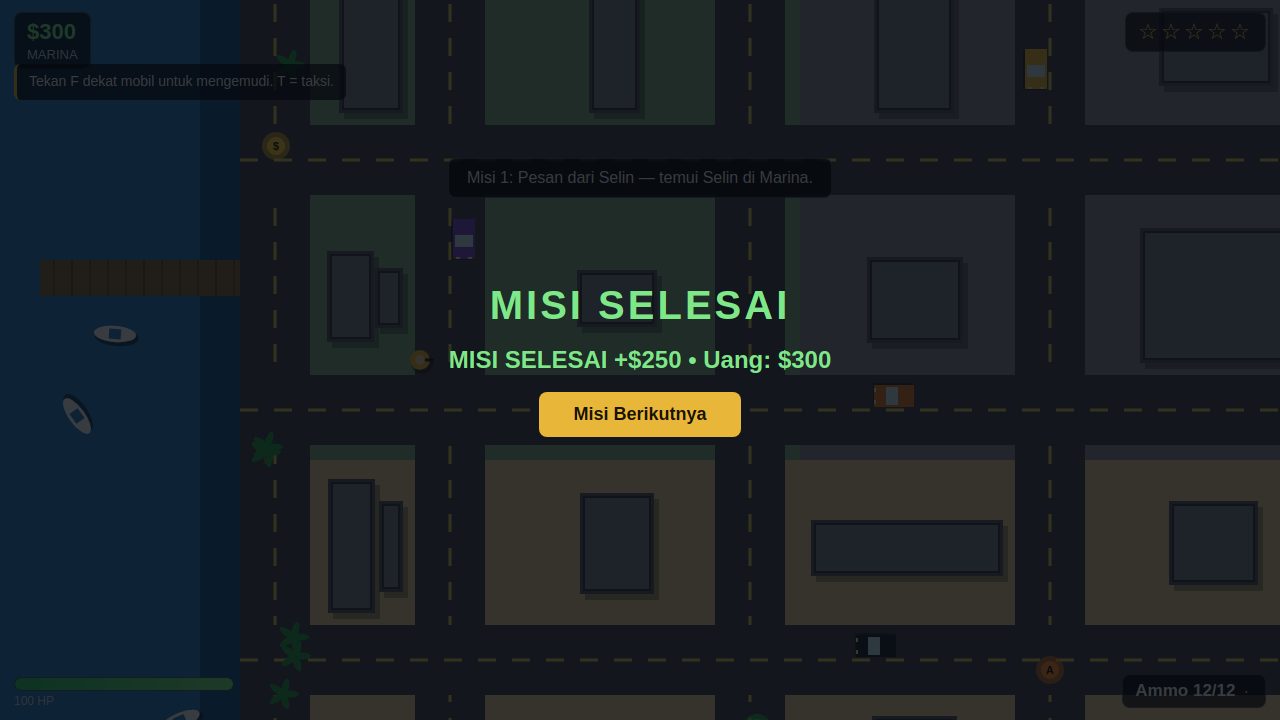 $300
MARINA
☆☆☆☆☆
Tekan F dekat mobil untuk mengemudi. T = taksi.
$
Misi 1: Pesan dari Selin — temui Selin di Marina.
MISI SELESAI
MISI SELESAI +$250 • Uang: $300
Misi Berikutnya
A
100 HP
Ammo 12/12 ·